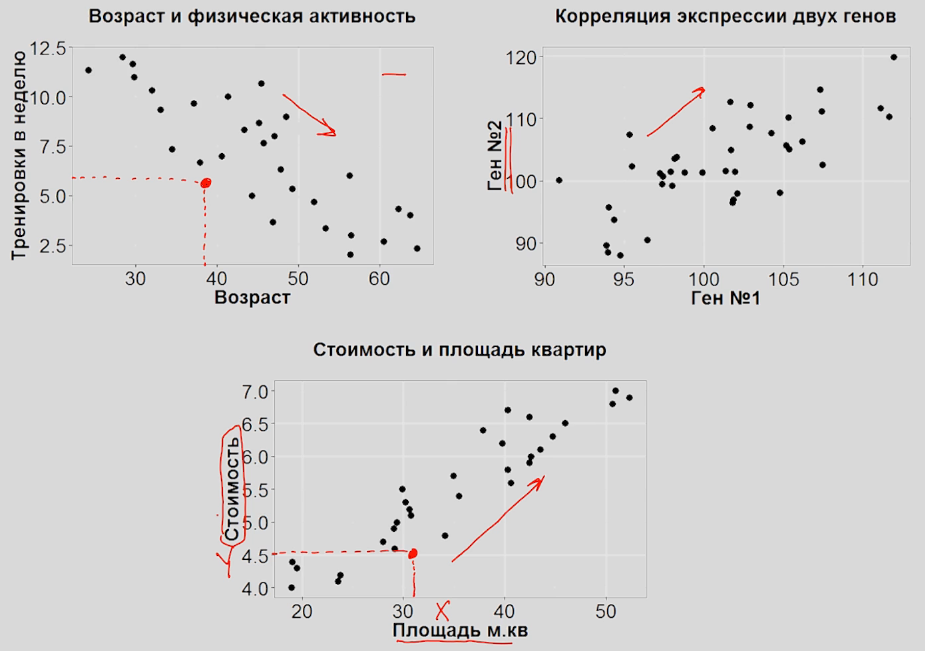 Возраст и физическая активность
Тренировки в неделю
12.5
10.0
7.5
5.0
2.5
30 40 50 60
Возраст
Корреляция экспрессии двух генов
Ген №2
120
110
100
90
90 95 100 105 110
Ген №1
Стоимость и площадь квартир
Стоимость
7.0
6.5
6.0
5.5
5.0
4.5
4.0
20 30 40 50
X
Площадь м.кв